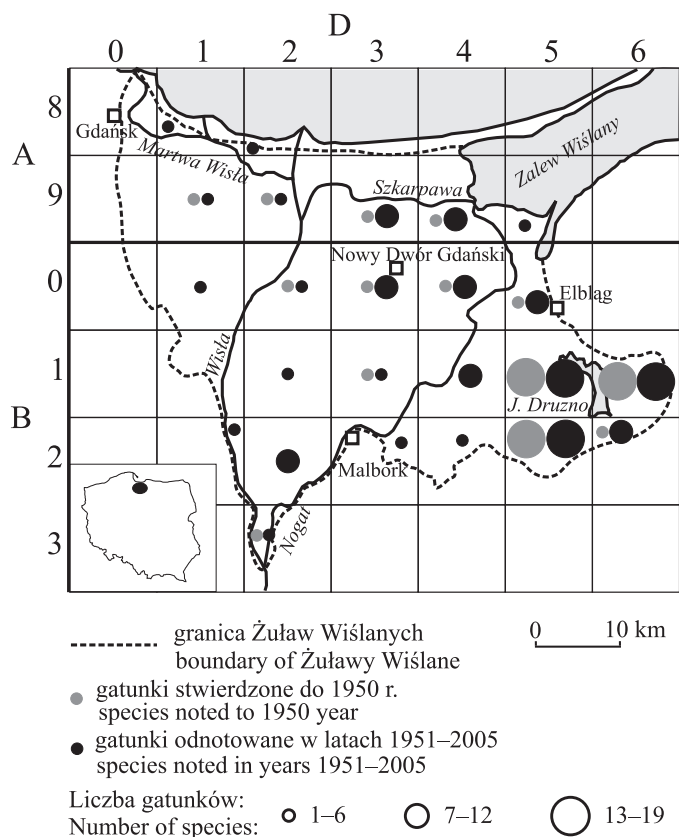 D
0 1 2 3 4 5 6
8
Gdańsk
Martwa Wisła
Zalew Wiślany
A
9
Szkarpawa
Nowy Dwór Gdański
0
Elbląg
Wisła
1
J. Druzno
B
2
Malbork
Nogat
3
granica Żuław Wiślanych
boundary of Żuławy Wiślane
0 10 km
gatunki stwierdzone do 1950 r.
species noted to 1950 year
gatunki odnotowane w latach 1951–2005
species noted in years 1951–2005
Liczba gatunków:
Number of species: 1–6 7–12 13–19